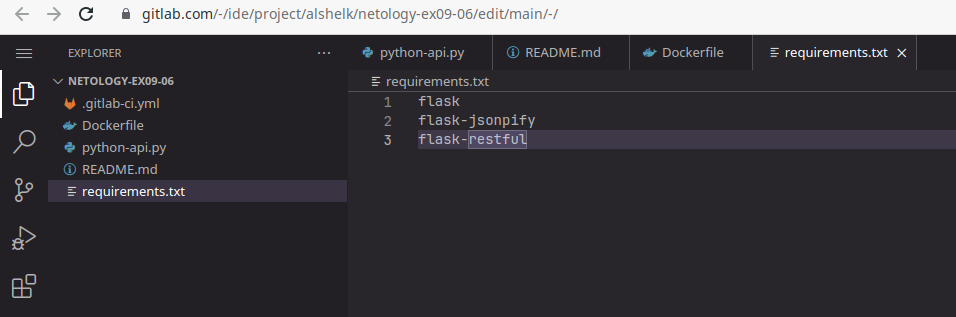 gitlab.com/-/ide/project/alshelk/netology-ex09-06/edit/main/-/
EXPLORER
NETOLOGY-EX09-06
.gitlab-ci.yml
Dockerfile
python-api.py
README.md
requirements.txt
python-api.py README.md Dockerfile requirements.txt
requirements.txt
1 flask
2 flask-jsonpify
3 flask-restful